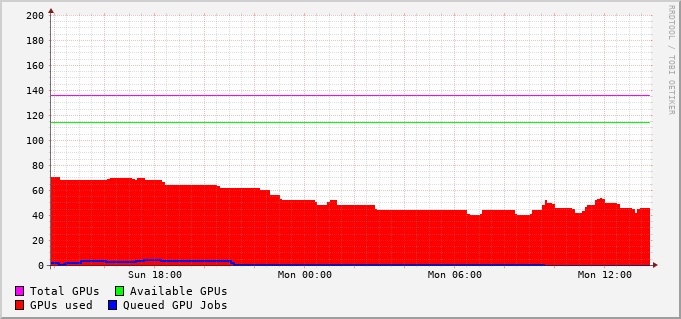 200
180
160
140
120
100
80
60
40
20
0
Sun 18:00 Mon 00:00 Mon 06:00 Mon 12:00
Total GPUs Available GPUs
GPUs used Queued GPU Jobs
RRDTOOL / TOBI OETIKER